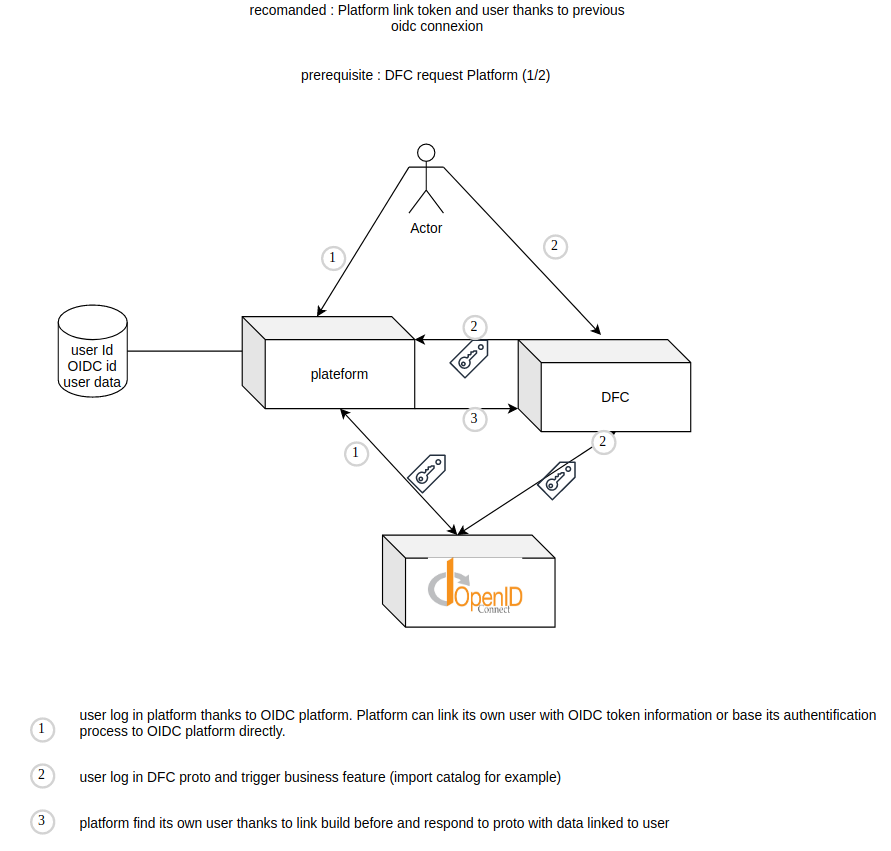 recomanded : Platform link token and user thanks to previous
oidc connexion
prerequisite : DFC request Platform (1/2)
Actor
1
2
user Id
OIDC id
user data
plateform
2
3
DFC
1
2
OpenID
Connect
1
user log in platform thanks to OIDC platform. Platform can link its own user with OIDC token information or base its authentification
process to OIDC platform directly.
2
user log in DFC proto and trigger business feature (import catalog for example)
3
platform find its own user thanks to link build before and respond to proto with data linked to user